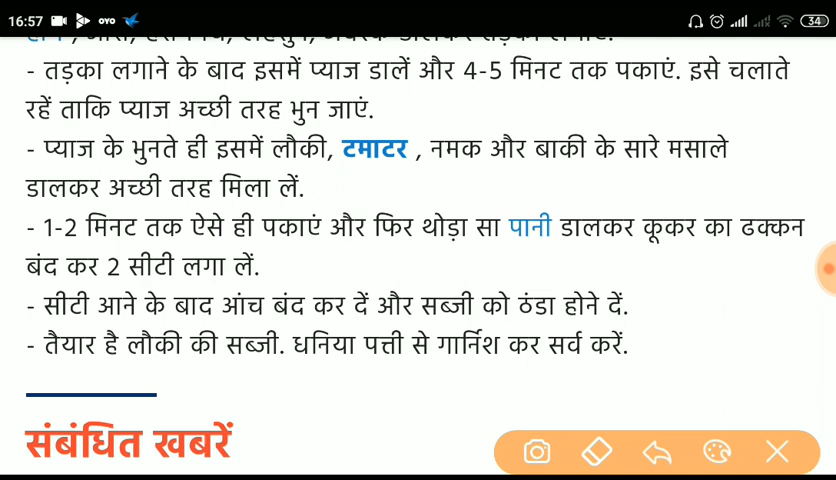 16:57 OYO 34
- तड़का लगाने के बाद इसमें प्याज डालें और 4-5 मिनट तक पकाएं. इसे चलाते
रहें ताकि प्याज अच्छी तरह भुन जाएं.
- प्याज के भुनते ही इसमें लौकी, टमाटर , नमक और बाकी के सारे मसाले
डालकर अच्छी तरह मिला लें.
- 1-2 मिनट तक ऐसे ही पकाएं और फिर थोड़ा सा पानी डालकर कूकर का ढक्कन
बंद कर 2 सीटी लगा लें.
- सीटी आने के बाद आंच बंद कर दें और सब्जी को ठंडा होने दें.
- तैयार है लौकी की सब्जी. धनिया पत्ती से गार्निश कर सर्व करें.
संबंधित खबरें